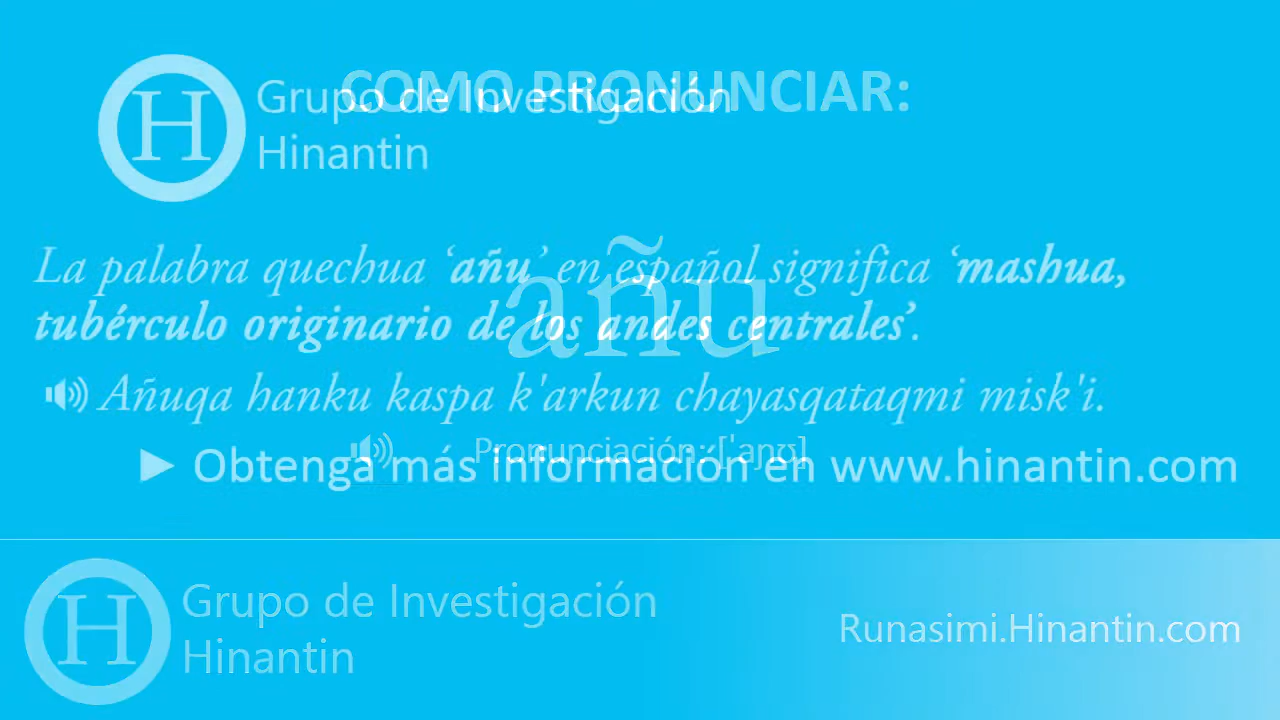 COMO PRONUNCIAR:
Grupo de Investigación
Hinantin
La palabra quechua ‘añu’ en español significa ‘mashua,
tubérculo originario de los andes centrales’.
añu
Añuqa hanku kaspa k'arkun chayasqataqmi misk'i.
Pronunciación: [ˈaɲʊ]
► Obtenga más información en www.hinantin.com
H
Grupo de Investigación
Hinantin
Runasimi.Hinantin.com
H